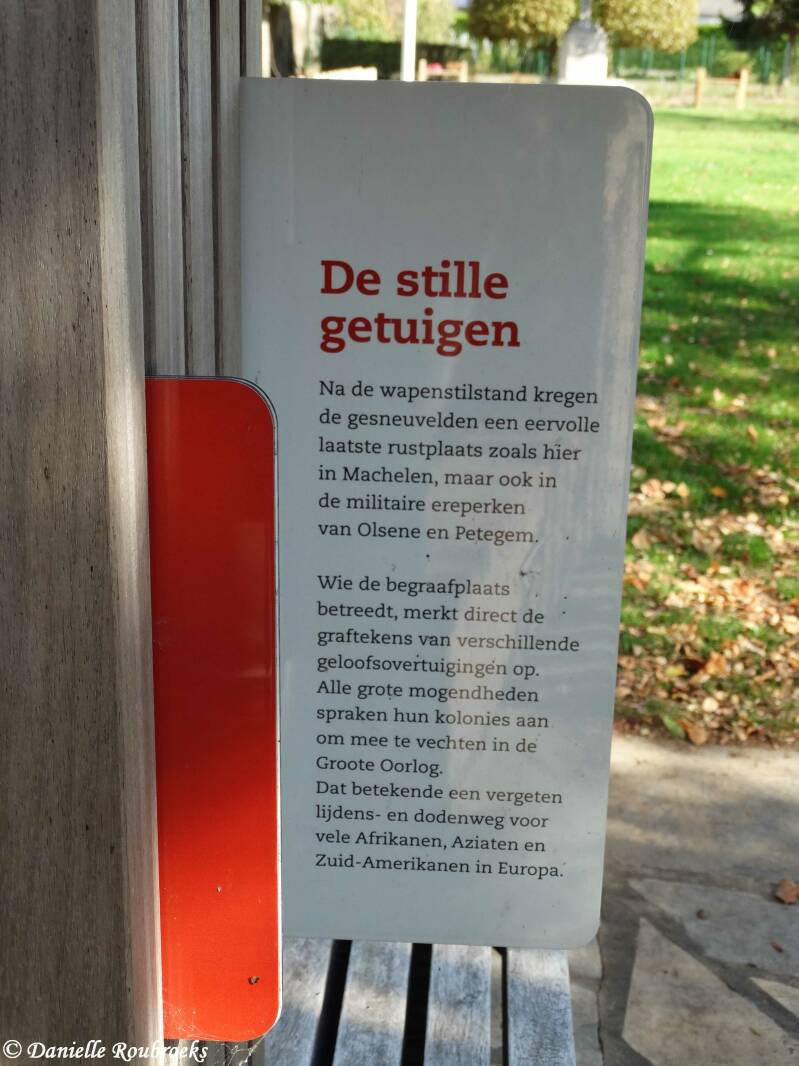 De stille
getuigen
Na de wapenstilstand kregen
de gesneuvelden een eervolle
laatste rustplaats zoals hier
in Machelen, maar ook in
de militaire ereperken
van Olsene en Petegem.
Wie de begraafplaats
betreedt, merkt direct de
graftekens van verschillende
geloofsovertuigingen op.
Alle grote mogendheden
spraken hun kolonies aan
om mee te vechten in de
Groote Oorlog.
Dat betekende een vergeten
lijdens- en dodenweg voor
vele Afrikanen, Aziaten en
Zuid-Amerikanen in Europa.
© Danielle Roubroeks